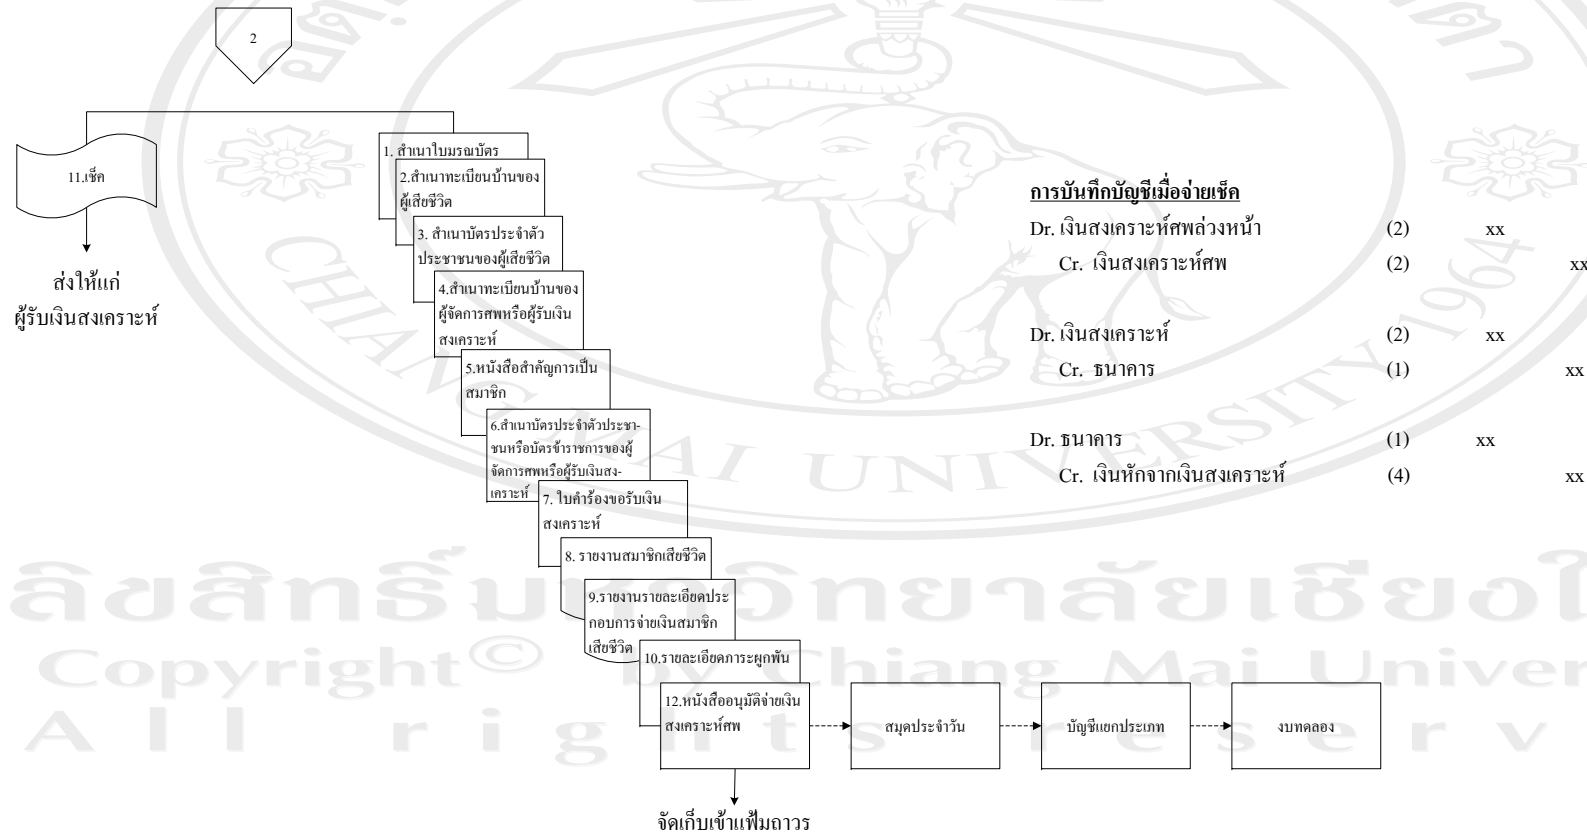 2
11.เช็ค
ส่งให้แก่
ผู้รับเงินสงเคราะห์
1. สำเนาใบมรณบัตร
2.สำเนาทะเบียนบ้านของ
ผู้เสียชีวิต
3. สำเนาบัตรประจำตัว
ประชาชนของผู้เสียชีวิต
4.สำเนาทะเบียนบ้านของ
ผู้จัดการศพหรือผู้รับเงิน
สงเคราะห์
5.หนังสือสำคัญการเป็น
สมาชิก
6.สำเนาบัตรประจำตัวประชา-
ชนหรือบัตรข้าราชการของผู้
จัดการศพหรือผู้รับเงินสง-
เคราะห์
7. ใบคำร้องขอรับเงิน
สงเคราะห์
8. รายงานสมาชิกเสียชีวิต
9.รายงานรายละเอียดประ
กอบการจ่ายเงินสมาชิก
เสียชีวิต
10.รายละเอียดภาระผูกพัน
12.หนังสืออนุมัติจ่ายเงิน
สงเคราะห์ศพ
สมุดประจำวัน
บัญชีแยกประเภท
งบทดลอง
จัดเก็บเข้าแฟ้มถาวร
การบันทึกบัญชีเมื่อจ่ายเช็ค
Dr. เงินสงเคราะห์ศพล่วงหน้า (2) xx
Cr. เงินสงเคราะห์ศพ (2) xx
Dr. เงินสงเคราะห์ (2) xx
Cr. ธนาคาร (1) xx
Dr. ธนาคาร (1) xx
Cr. เงินหักจากเงินสงเคราะห์ (4) xx
CHIANG MAI UNIVERSITY 1964
Copyright© by Chiang Mai Univer
All rights reserv